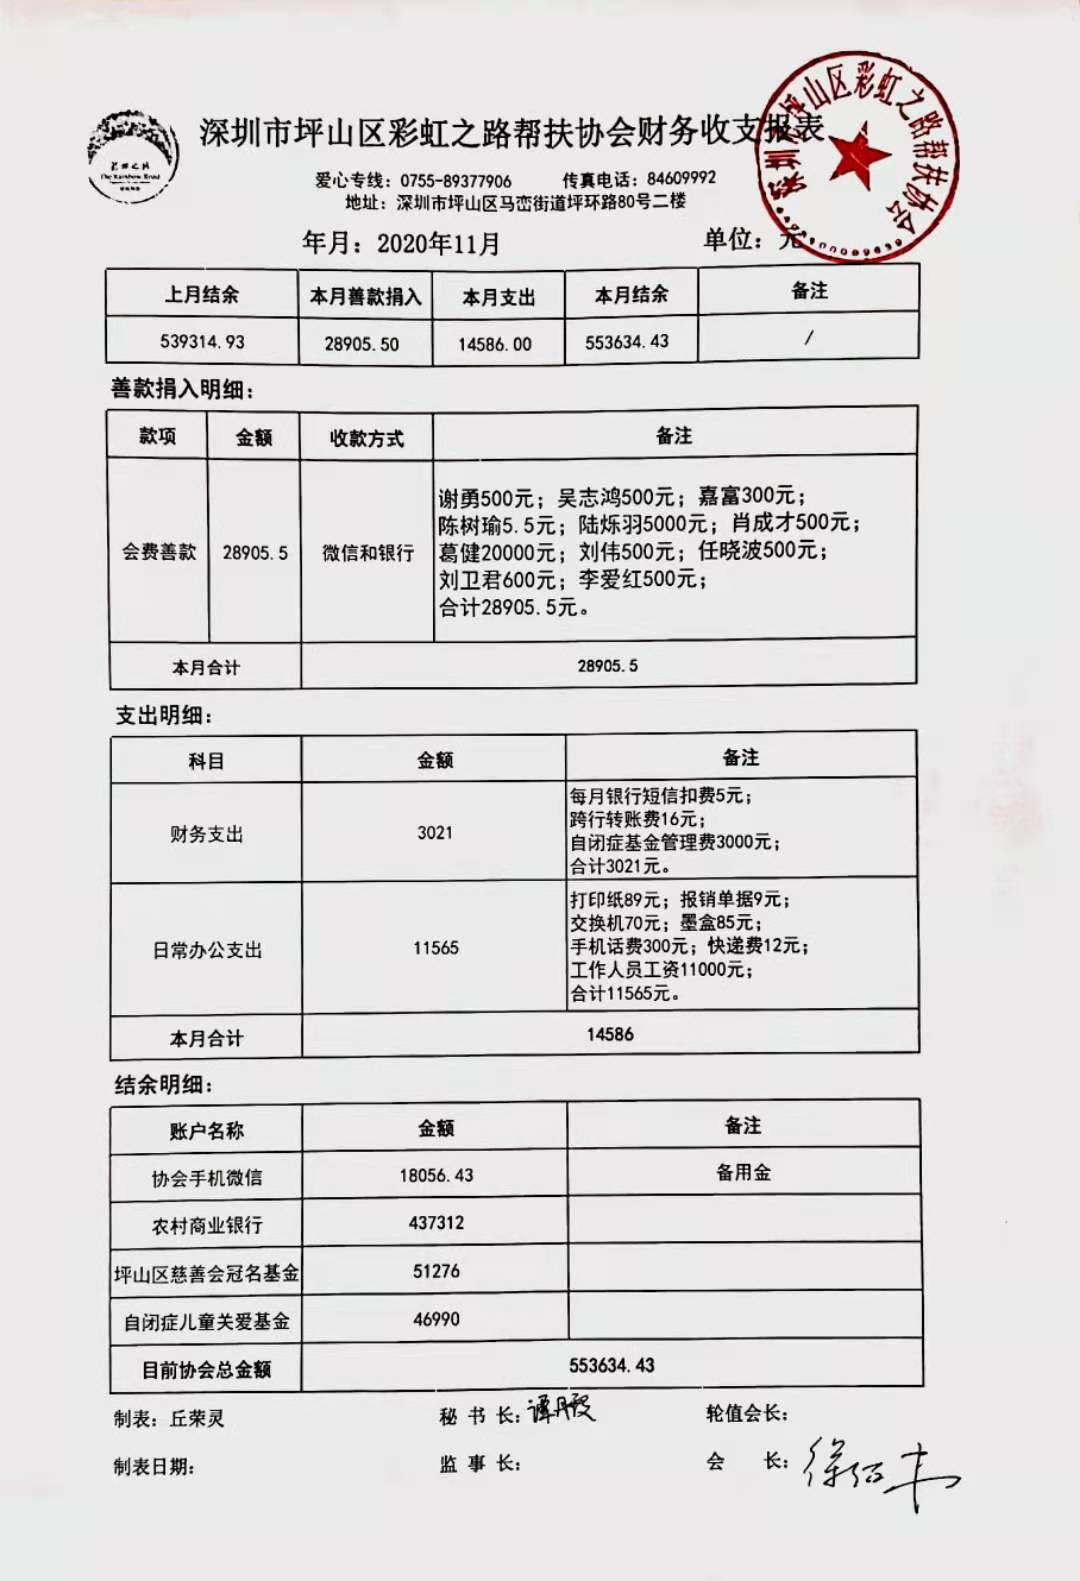 深圳市坪山区彩虹之路帮扶协会财务收支报表
彩虹之路
The Rainbow Road
深圳市坪山区彩虹之路帮扶协会
爱心专线：0755-89377906 传真电话：84609992
地址：深圳市坪山区马峦街道坪环路80号二楼
年月：2020年11月 单位：元
上月结余 本月善款捐入 本月支出 本月结余 备注
539314.93 28905.50 14586.00 553634.43 /
善款捐入明细：
款项 金额 收款方式 备注
会费善款 28905.5 微信和银行
谢勇500元；吴志鸿500元；嘉富300元；
陈树瑜5.5元；陆烁羽5000元；肖成才500元；
葛健20000元；刘伟500元；任晓波500元；
刘卫君600元；李爱红500元；
合计28905.5元。
本月合计 28905.5
支出明细：
科目 金额 备注
财务支出 3021
每月银行短信扣费5元；
跨行转账费16元；
自闭症基金管理费3000元；
合计3021元。
日常办公支出 11565
打印纸89元；报销单据9元；
交换机70元；墨盒85元；
手机话费300元；快递费12元；
工作人员工资11000元；
合计11565元。
本月合计 14586
结余明细：
账户名称 金额 备注
协会手机微信 18056.43 备用金
农村商业银行 437312
坪山区慈善会冠名基金 51276
自闭症儿童关爱基金 46990
目前协会总金额 553634.43
制表：丘荣灵 秘书长： 轮值会长：
制表日期： 监事长： 会长：